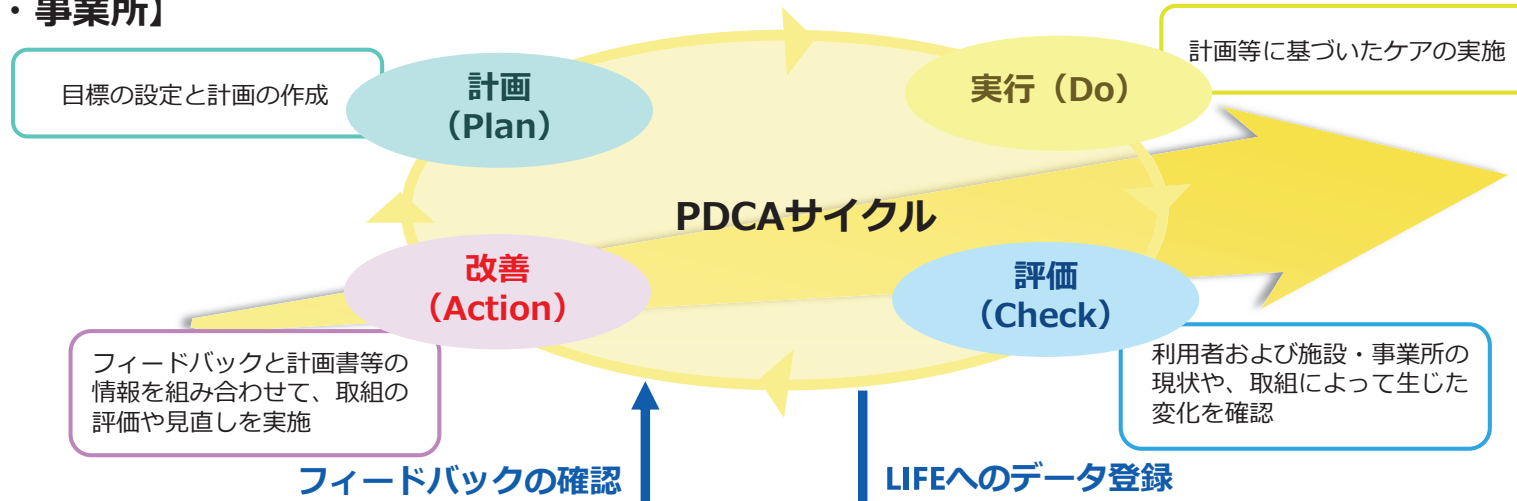 ・事業所】
目標の設定と計画の作成
計画
（Plan）
実行（Do）
計画等に基づいたケアの実施
PDCAサイクル
改善
（Action）
評価
（Check）
フィードバックと計画書等の
情報を組み合わせて、取組の
評価や見直しを実施
利用者および施設・事業所の
現状や、取組によって生じた
変化を確認
フィードバックの確認
LIFEへのデータ登録